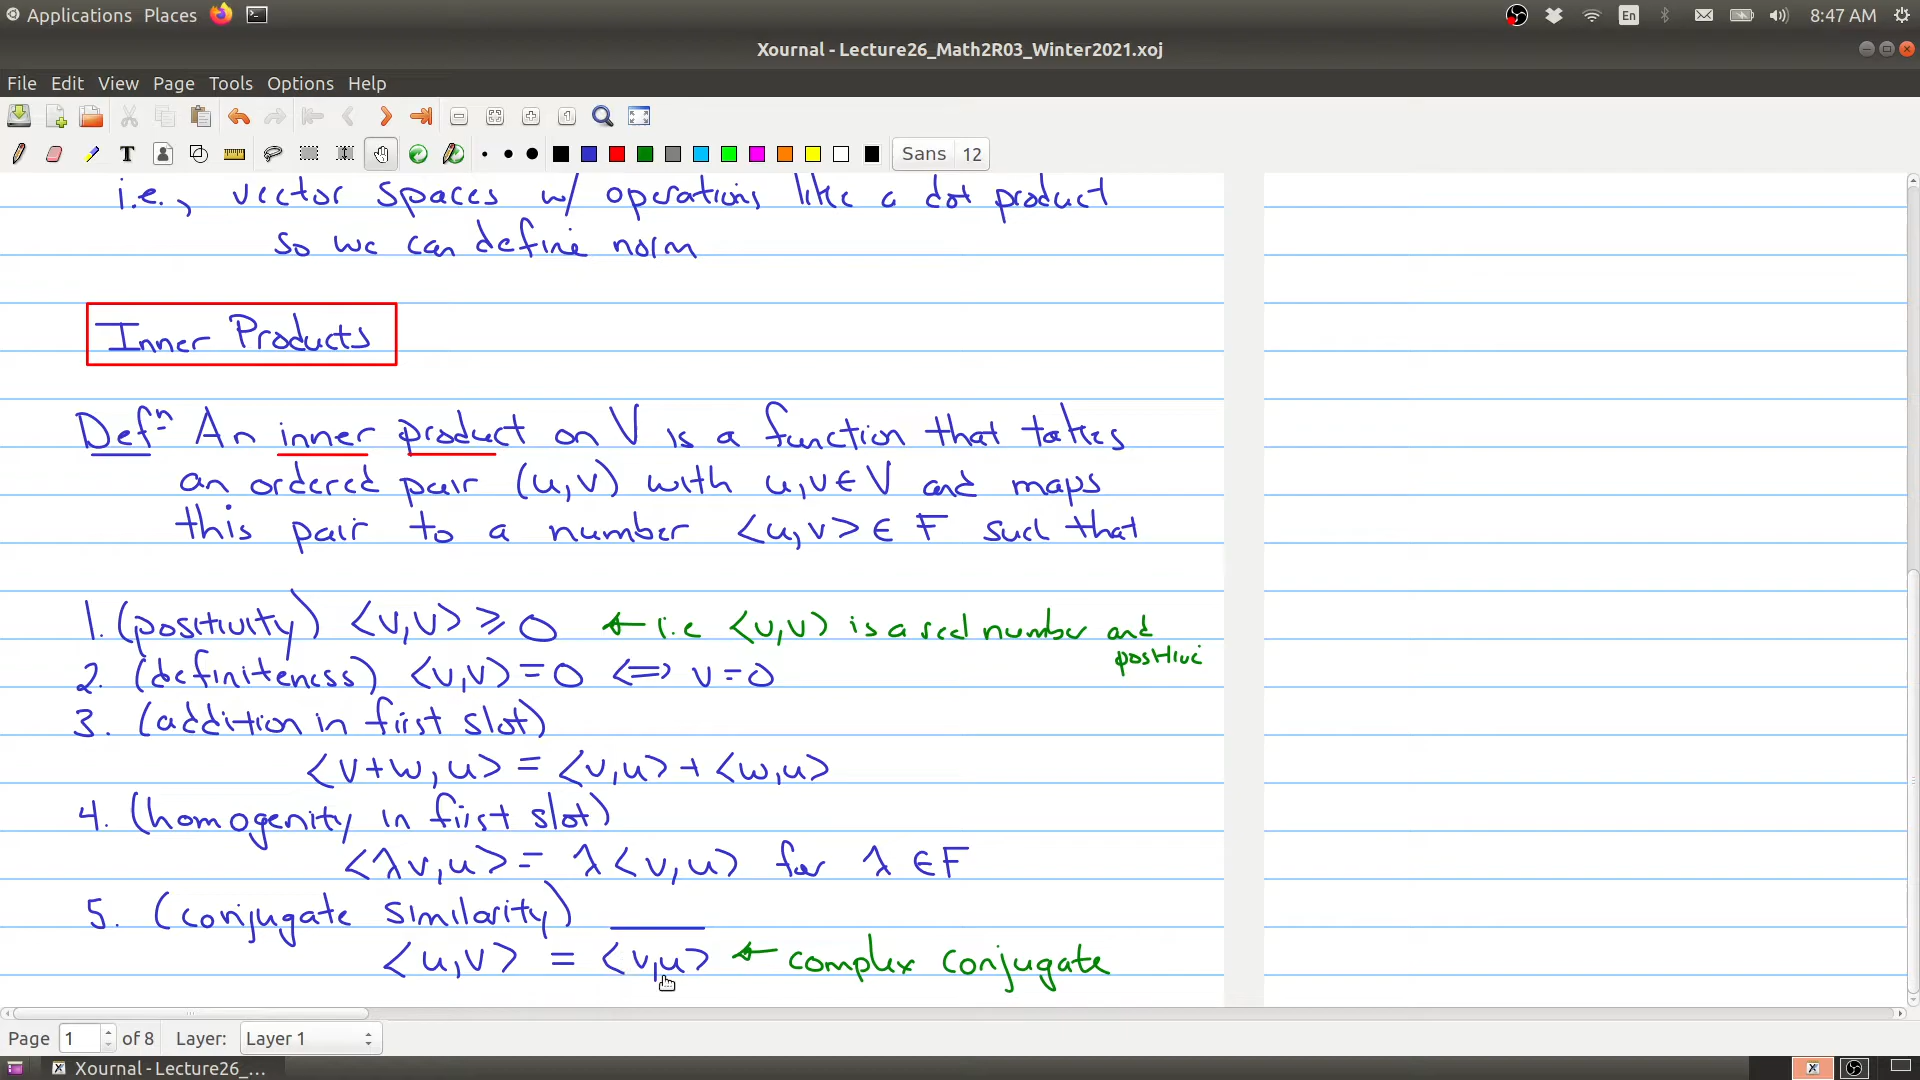 Applications Places En 8:47 AM
Xournal - Lecture26_Math2R03_Winter2021.xoj
File Edit View Page Tools Options Help
T Sans 12
i.e., vector spaces w/ operations like a dot product
so we can define norm
Inner Products
Defⁿ An inner product on V is a function that takes
an ordered pair (u,v) with u,v∈V and maps
this pair to a number <u,v>∈ F such that
1. (positivity) <v,v> ≥ 0 ← i.e <v,v> is a real number and
positive
2. (definiteness) <v,v>=0 <=> v=0
3. (addition in first slot)
<v+w,u> = <v,u> + <w,u>
4. (homogenity in first slot)
<λv,u> = λ<v,u> for λ ∈F
5. (conjugate similarity)
<u,v> = \overline{<v,u>} ← complex conjugate
Page 1 of 8 Layer: Layer 1
Xournal - Lecture26_...